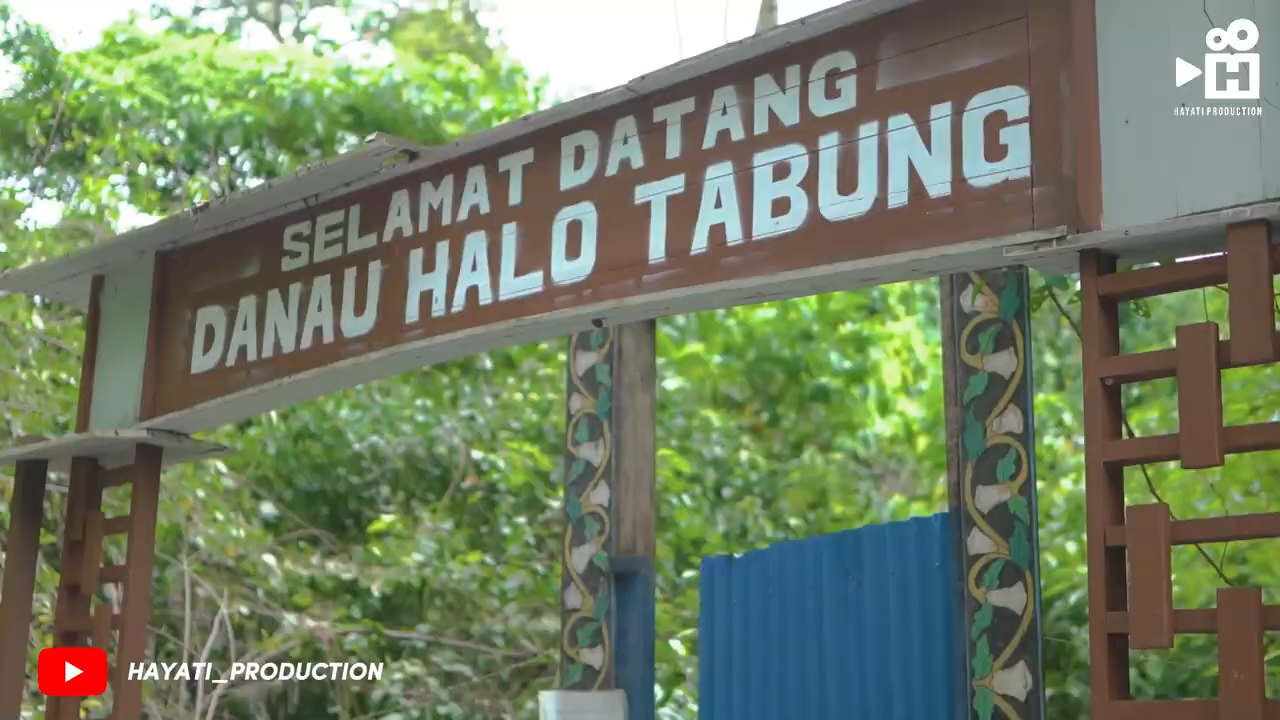 SELAMAT DATANG
DANAU HALO TABUNG
H
HAYATI PRODUCTION
HAYATI_PRODUCTION